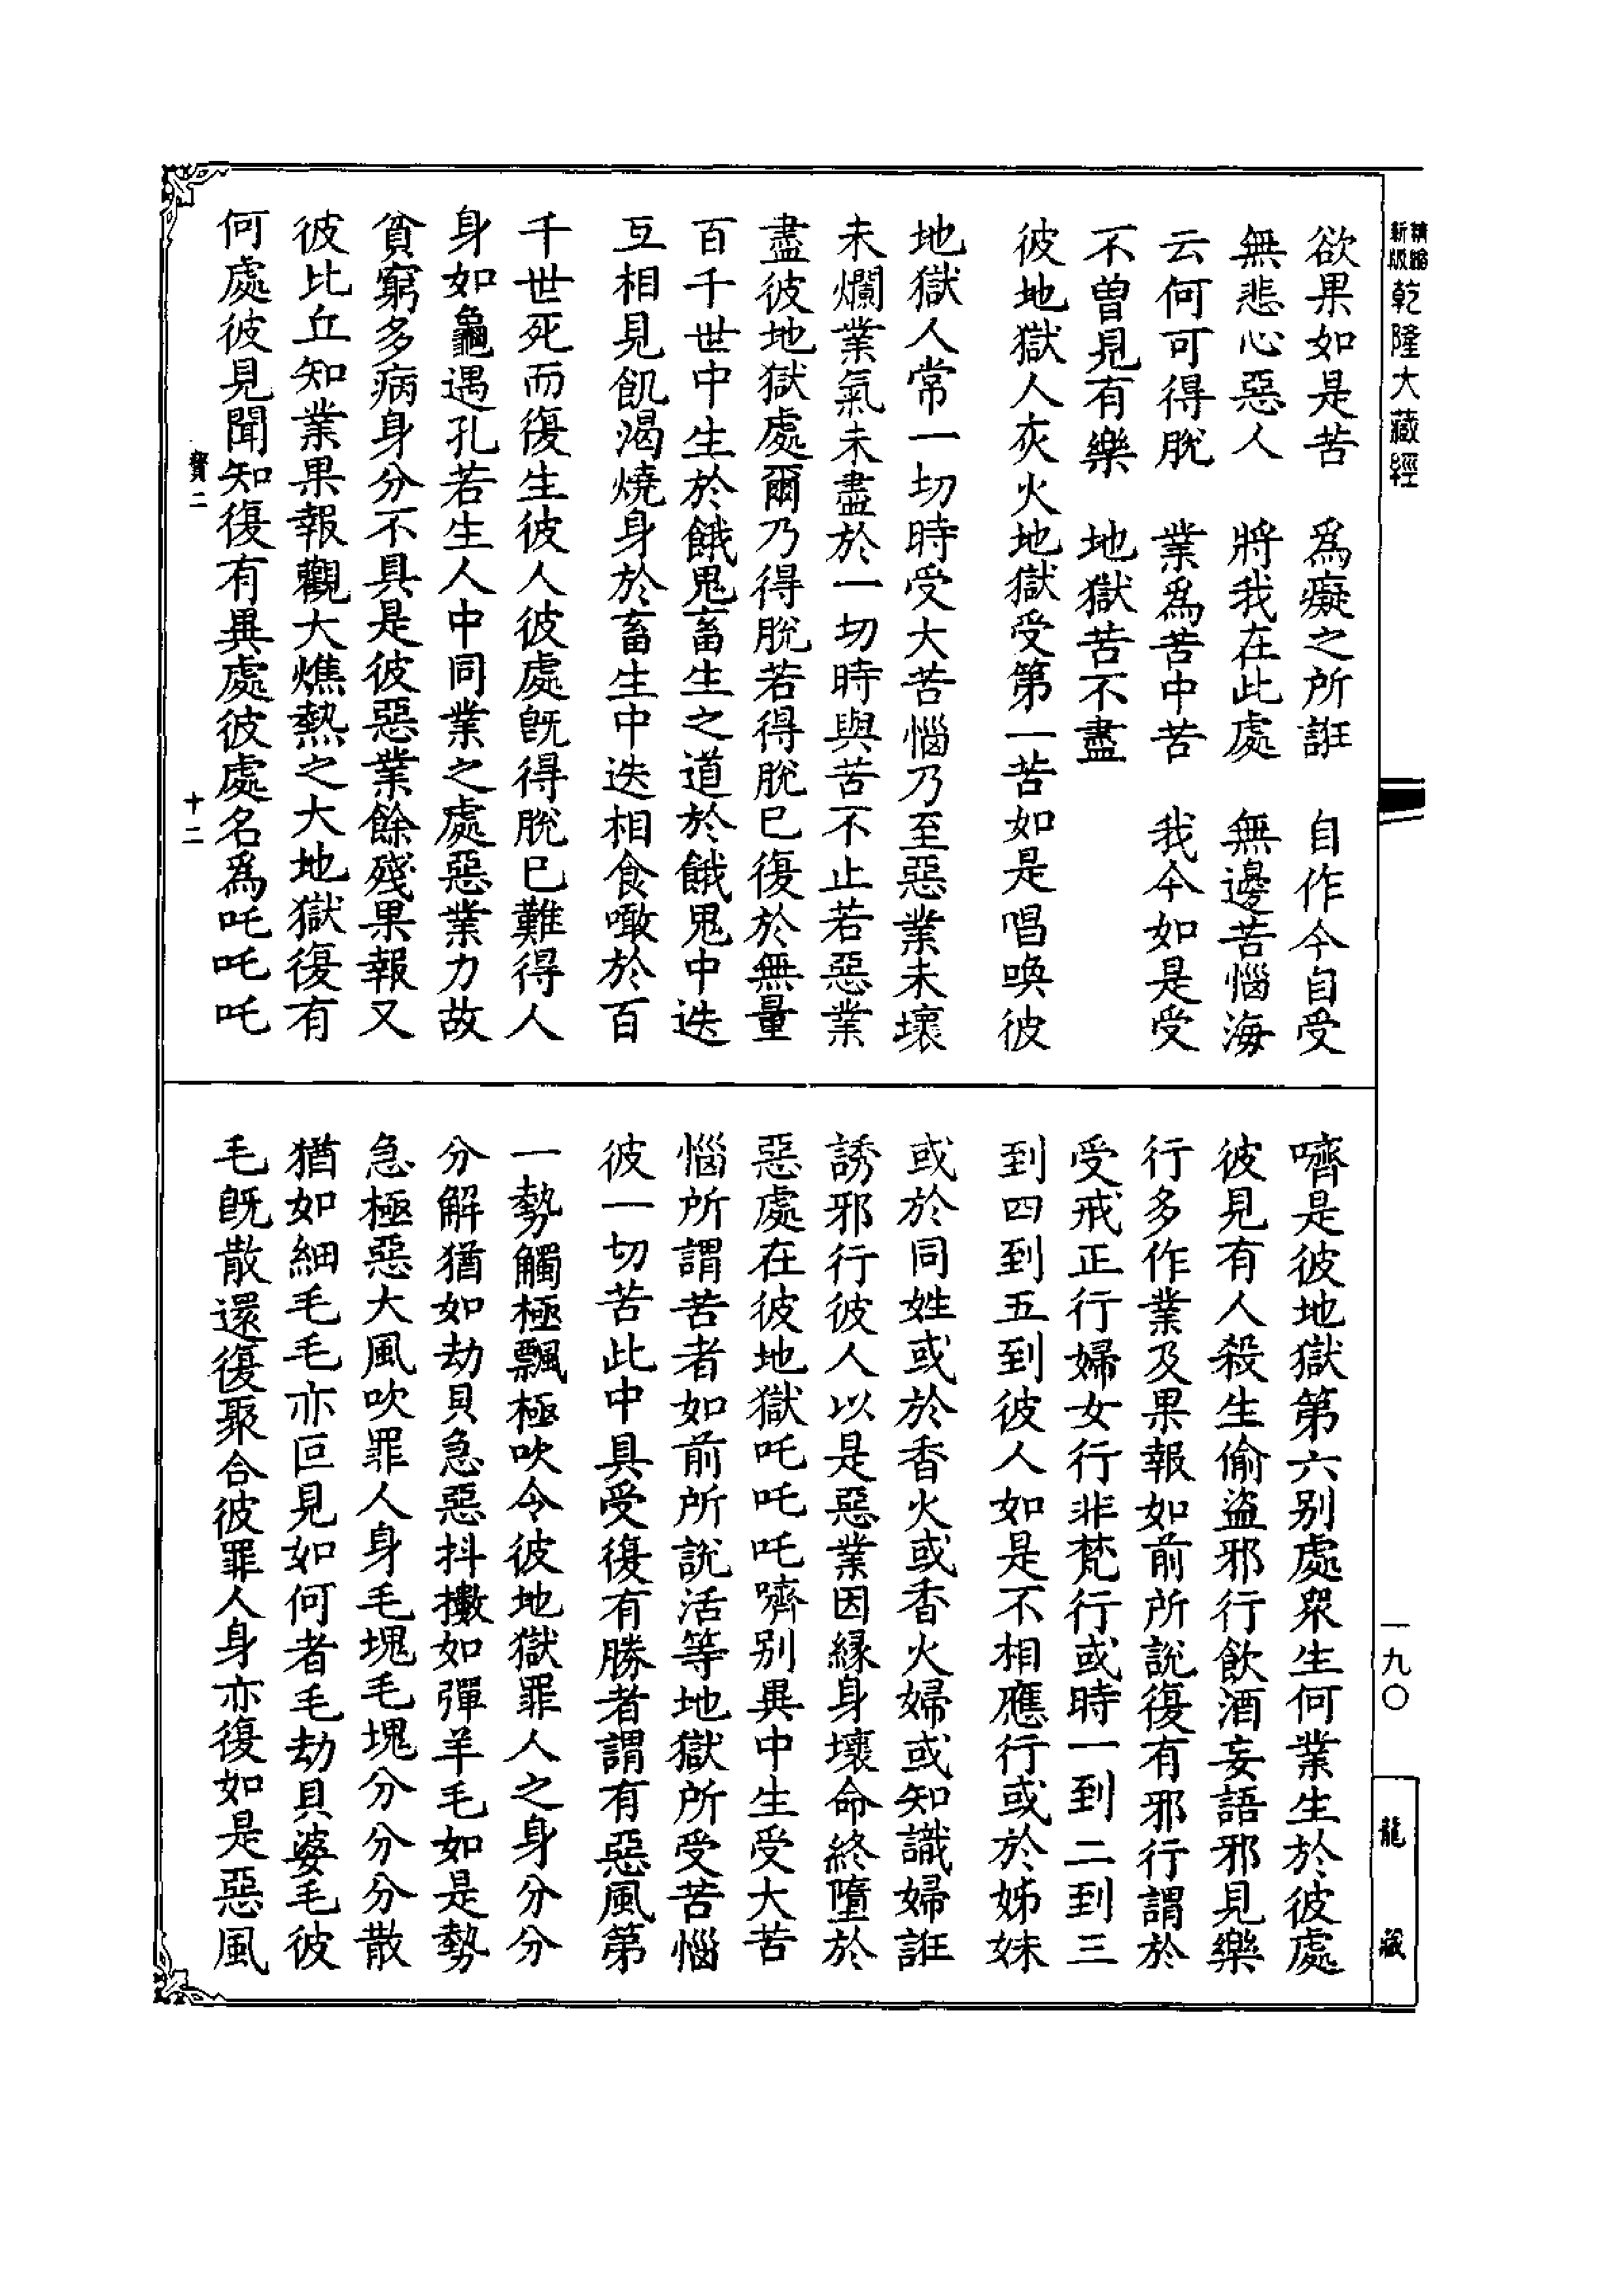 精縮新版乾隆大藏經
欲果如是苦　為癡之所誑　自作今自受
無悲心惡人　將我在此處　無邊苦惱海
云何可得脫　業為苦中苦　我今如是受
不曾見有樂　地獄苦不盡
彼地獄人灰火地獄受第一苦如是唱喚彼
地獄人常一切時受大苦惱乃至惡業未壞
未爛業氣未盡於一切時與苦不止若惡業
盡彼地獄處爾乃得脫若得脫已復於無量
百千世中生於餓鬼畜生之道於餓鬼中迭
互相見飢渴燒身於畜生中迭相食噉於百
千世死而復生彼人彼處旣得脫已難得人
身如龜遇孔若生人中同業之處惡業力故
貧窮多病身分不具是彼惡業餘殘果報又
彼比丘知業果報觀大燋熱之大地獄復有
何處彼見聞知復有異處彼處名為吒吒吒
寶二　十二
嚌是彼地獄第六別處眾生何業生於彼處
彼見有人殺生偷盜邪行飲酒妄語邪見樂
行多作業及果報如前所說復有邪行謂於
受戒正行婦女行非梵行或時一到二到三
到四到五到彼人如是不相應行或於姊妹
或於同姓或於香火或香火婦或知識婦誑
誘邪行彼人以是惡業因緣身壞命終墮於
惡處在彼地獄吒吒吒嚌別異中生受大苦
惱所謂苦者如前所說活等地獄所受苦惱
彼一切苦此中具受復有勝者謂有惡風第
一勢觸極飄極吹令彼地獄罪人之身分分
分解猶如劫貝急惡抖擻如彈羊毛如是勢
急極惡大風吹罪人身毛塊毛塊分分分散
猶如細毛毛亦叵見如何者毛劫貝婆毛彼
毛旣散還復聚合彼罪人身亦復如是惡風
一九〇
龍藏